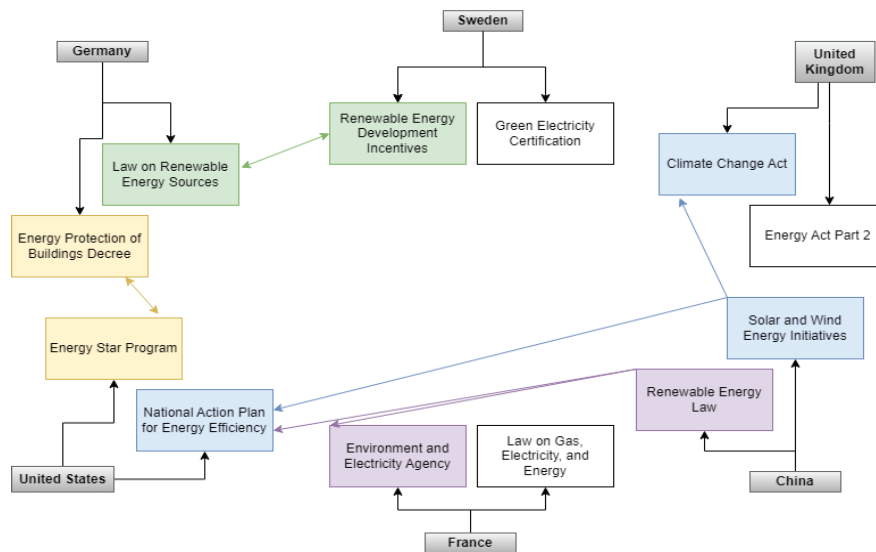 Sweden
Germany
United
Kingdom
Renewable Energy
Development
Incentives
Green Electricity
Certification
Law on Renewable
Energy Sources
Climate Change Act
Energy Protection of
Buildings Decree
Energy Act Part 2
Solar and Wind
Energy Initiatives
Energy Star Program
National Action Plan
for Energy Efficiency
Renewable Energy
Law
Environment and
Electricity Agency
Law on Gas,
Electricity, and
Energy
United States
China
France